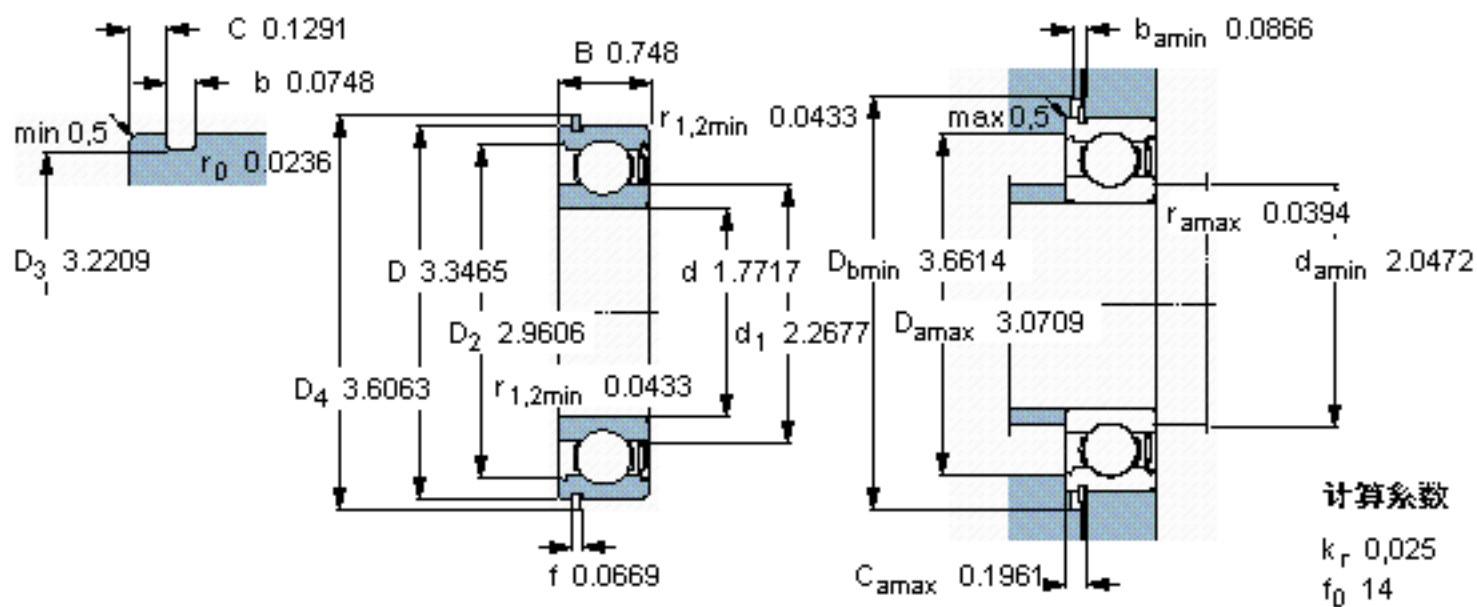 C 0.1291
b 0.0748
min 0,5
r0 0.0236
D3 3.2209
B 0.748
r1,2min 0.0433
D 3.3465
d 1.7717
D2 2.9606
d1 2.2677
D4 3.6063
r1,2min 0.0433
f 0.0669
bamin 0.0866
max 0,5
ramax 0.0394
Dbmin 3.6614
damin 2.0472
Damax 3.0709
Camax 0.1961
计算系数
kr 0,025
f0 14